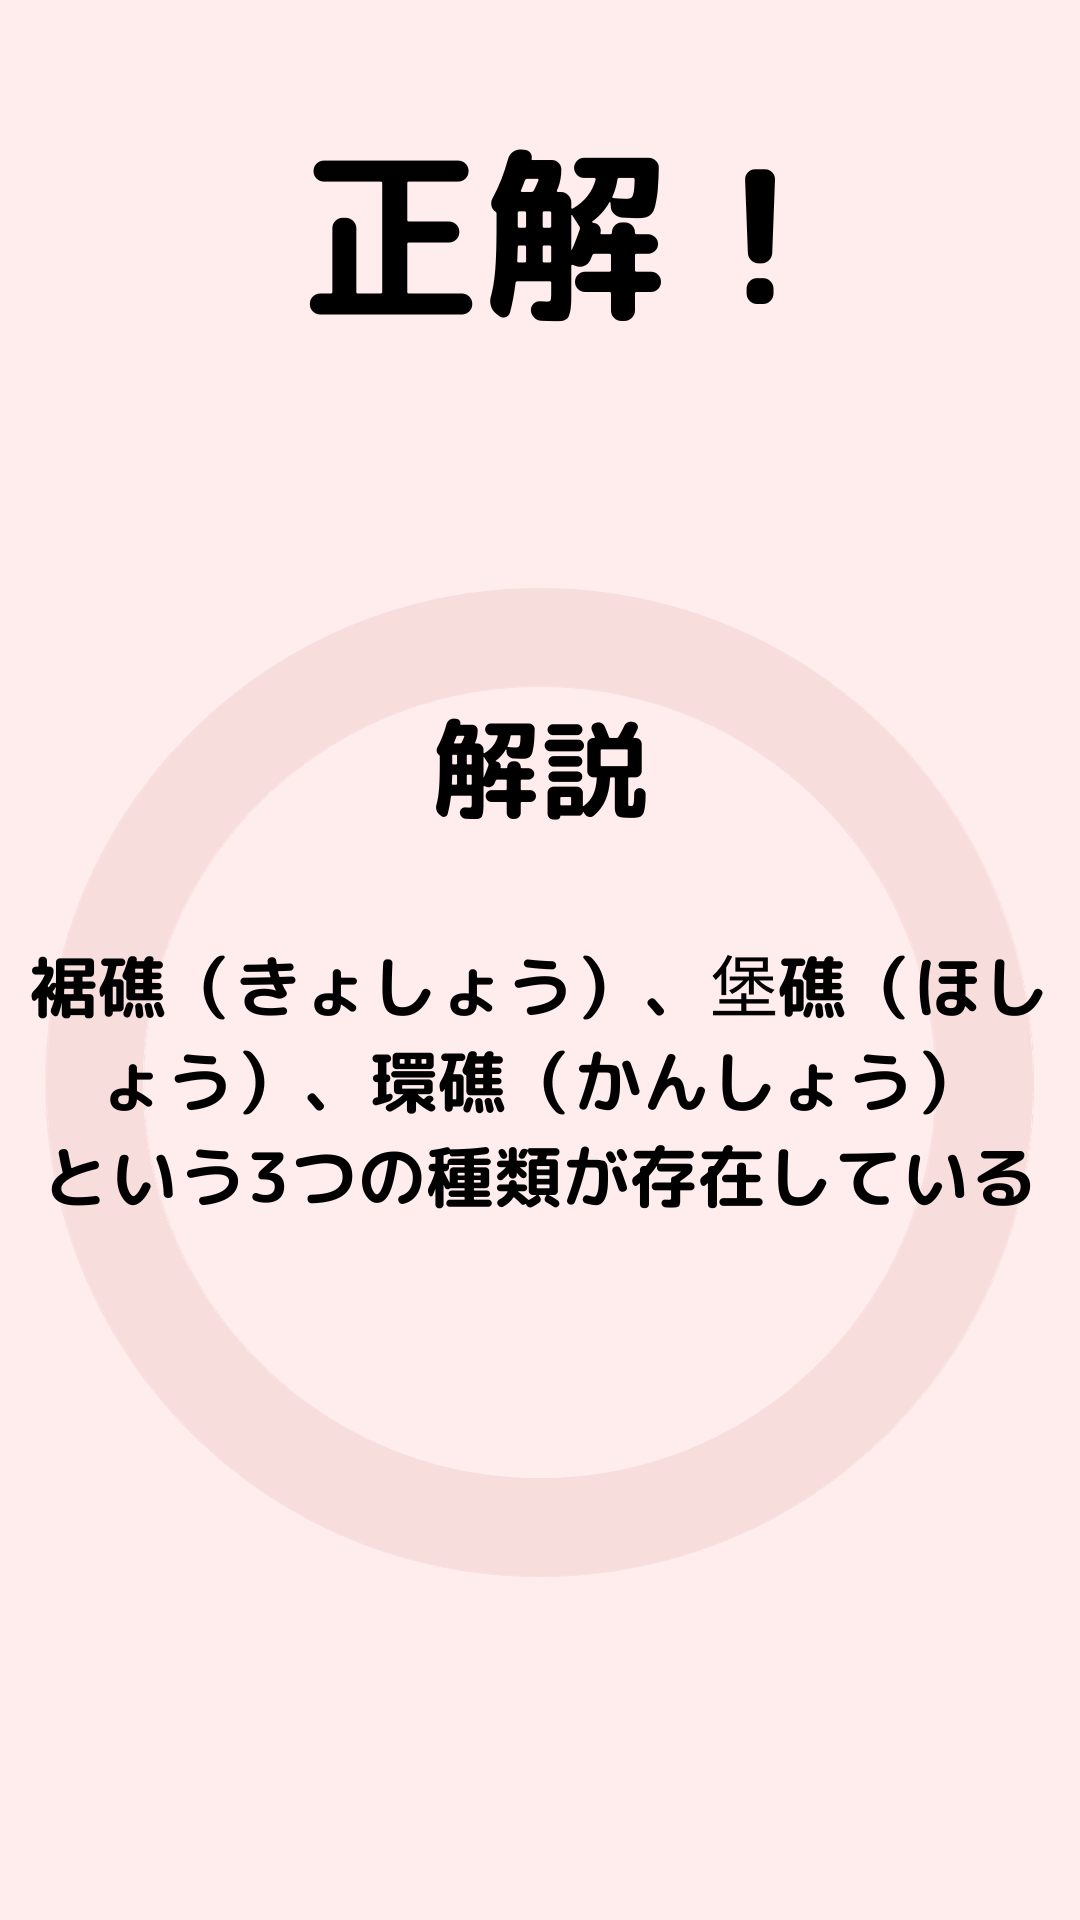 正解！
解説
裾礁（きょしょう）、堡礁（ほし
ょう）、環礁（かんしょう）
という3つの種類が存在している